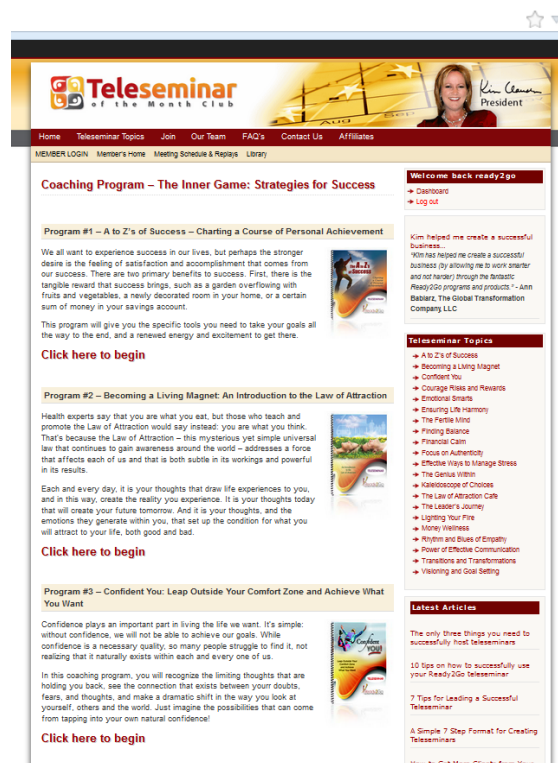 Teleseminar
of the Month Club
Kim Clausen
President
Aug
Sep
Home Teleseminar Topics Join Our Team FAQ's Contact Us Affliliates
MEMBER LOGIN Member's Home Meeting Schedule & Replays Library
Coaching Program – The Inner Game: Strategies for Success
Program #1 – A to Z's of Success – Charting a Course of Personal Achievement
We all want to experience success in our lives, but perhaps the stronger
desire is the feeling of satisfaction and accomplishment that comes from
our success. There are two primary benefits to success. First, there is the
tangible reward that success brings, such as a garden overflowing with
fruits and vegetables, a newly decorated room in your home, or a certain
sum of money in your savings account.
This program will give you the specific tools you need to take your goals all
the way to the end, and a renewed energy and excitement to get there.
Click here to begin
The A to Z's
of Success
Program #2 – Becoming a Living Magnet: An Introduction to the Law of Attraction
Health experts say that you are what you eat, but those who teach and
promote the Law of Attraction would say instead: you are what you think.
That's because the Law of Attraction – this mysterious yet simple universal
law that continues to gain awareness around the world – addresses a force
that affects each of us and that is both subtle in its workings and powerful
in its results.
Each and every day, it is your thoughts that draw life experiences to you,
and in this way, create the reality you experience. It is your thoughts today
that will create your future tomorrow. And it is your thoughts, and the
emotions they generate within you, that set up the condition for what you
will attract to your life, both good and bad.
Click here to begin
Program #3 – Confident You: Leap Outside Your Comfort Zone and Achieve What
You Want
Confidence plays an important part in living the life we want. It's simple:
without confidence, we will not be able to achieve our goals. While
confidence is a necessary quality, so many people struggle to find it, not
realizing that it naturally exists within each and every one of us.
In this coaching program, you will recognize the limiting thoughts that are
holding you back, see the connection that exists between your doubts,
fears, and thoughts, and make a dramatic shift in the way you look at
yourself, others and the world. Just imagine the possibilities that can come
from tapping into your own natural confidence!
Click here to begin
Confident
YOU!
Welcome back ready2go
Dashboard
Log out
Kim helped me create a successful
business...
"Kim has helped me create a successful
business (by allowing me to work smarter
and not harder) through the fantastic
Ready2Go programs and products." - Ann
Bablarz, The Global Transformation
Company, LLC
Teleseminar Topics
A to Z's of Success
Becoming a Living Magnet
Confident You
Courage Risks and Rewards
Emotional Smarts
Ensuring Life Harmony
The Fertile Mind
Finding Balance
Financial Calm
Focus on Authenticity
Effective Ways to Manage Stress
The Genius Within
Kaleidoscope of Choices
The Law of Attraction Cafe
The Leader's Journey
Lighting Your Fire
Money Wellness
Rhythm and Blues of Empathy
Power of Effective Communication
Transitions and Transformations
Visioning and Goal Setting
Latest Articles
The only three things you need to
successfully host teleseminars
10 tips on how to successfully use
your Ready2Go teleseminar
7 Tips for Leading a Successful
Teleseminar
A Simple 7 Step Format for Creating
Teleseminars